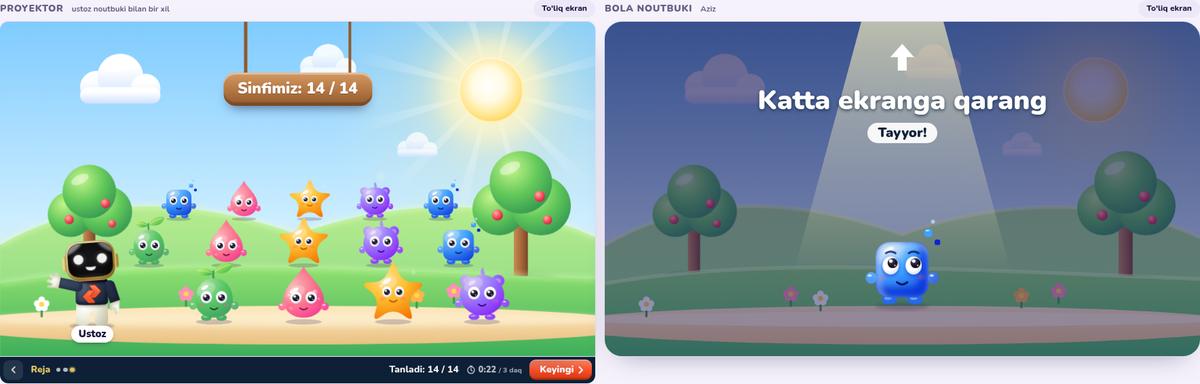 PROYEKTOR ustoz noutbuki bilan bir xil To'liq ekran
Sinfimiz: 14 / 14
Ustoz
Reja Tanladi: 14 / 14 0:22 / 3 daq Keyingi
BOLA NOUTBUKI Aziz To'liq ekran
Katta ekranga qarang
Tayyor!